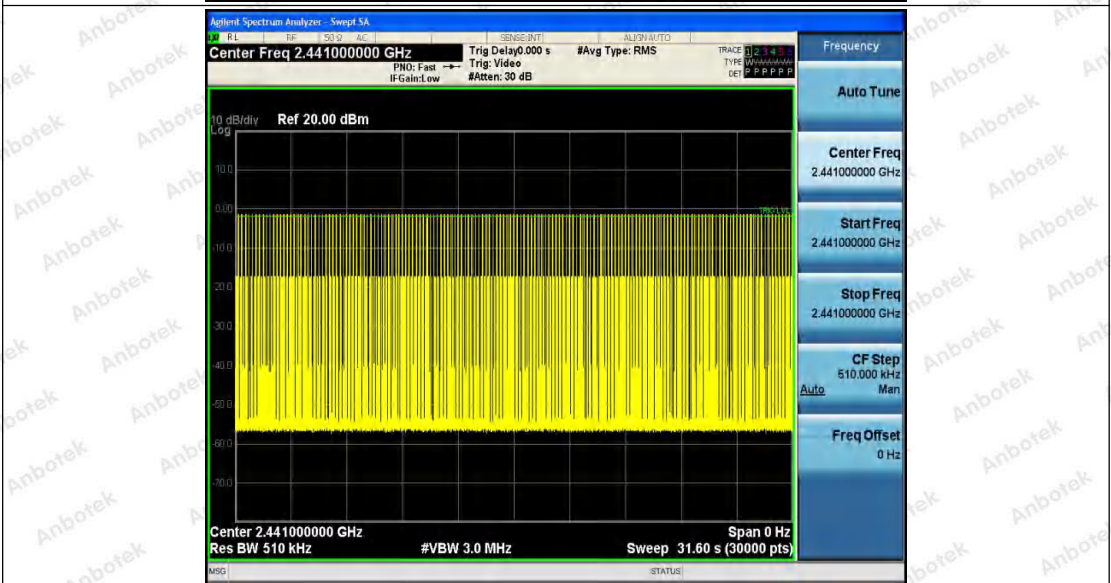 Agilent Spectrum Analyzer - Swept SA
RL RF 50 Ω AC SENSE:INT ALIGN AUTO
Center Freq 2.441000000 GHz
PNO: Fast
IFGain:Low
Trig Delay0.000 s
Trig: Video
#Atten: 30 dB
#Avg Type: RMS
TRACE 1 2 3 4 5 6
TYPE
DET P P P P P P
Frequency
Auto Tune
10 dB/div Ref 20.00 dBm
Log
10.0
0.00
TRIG LVL
-10.0
-20.0
-30.0
-40.0
-50.0
-60.0
-70.0
Center Freq
2.441000000 GHz
Start Freq
2.441000000 GHz
Stop Freq
2.441000000 GHz
CF Step
510.000 kHz
Auto Man
Freq Offset
0 Hz
Center 2.441000000 GHz Span 0 Hz
Res BW 510 kHz #VBW 3.0 MHz Sweep 31.60 s (30000 pts)
MSG STATUS
Anbotek